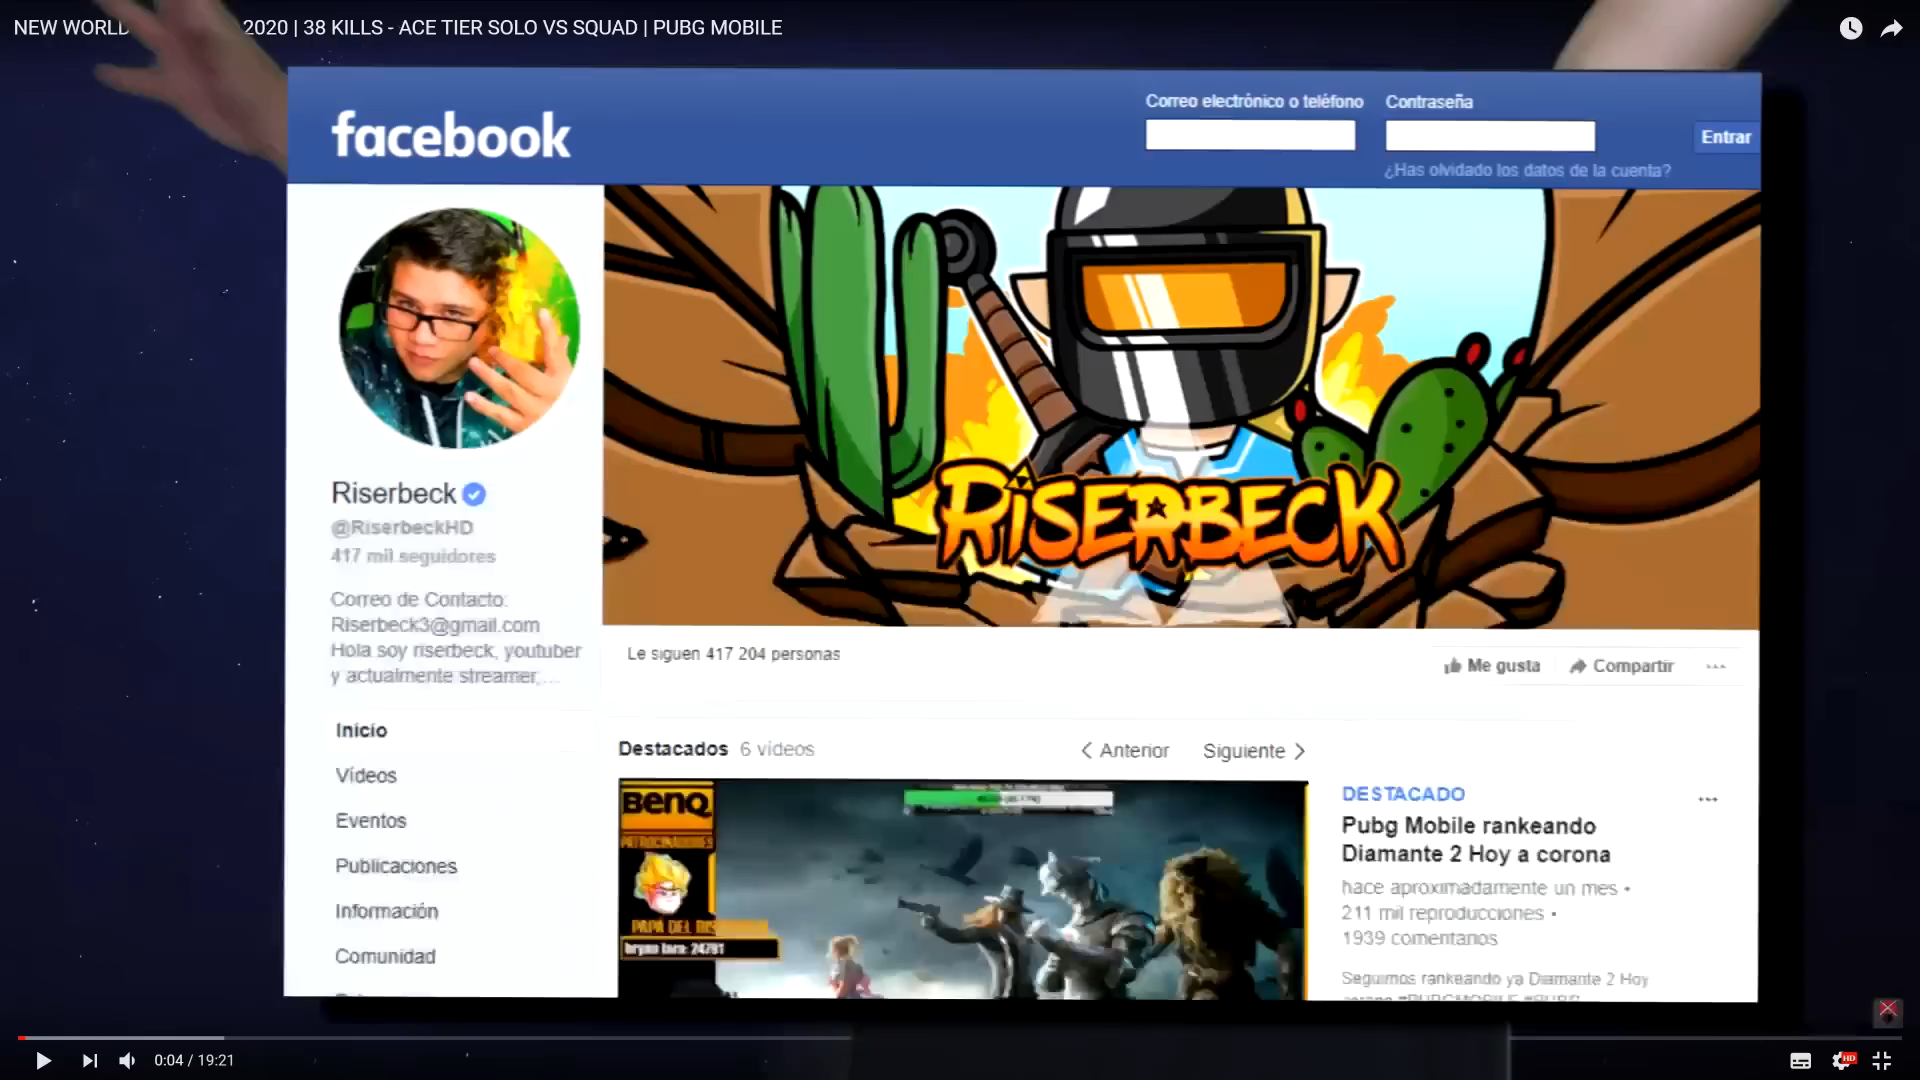 NEW WORLD 2020 | 38 KILLS - ACE TIER SOLO VS SQUAD | PUBG MOBILE
facebook
Correo electrónico o teléfono
Contraseña
Entrar
¿Has olvidado los datos de la cuenta?
RISERBECK
Riserbeck
@RiserbeckHD
417 mil seguidores
Correo de Contacto:
Riserbeck3@gmail.com
Hola soy riserbeck, youtuber
y actualmente streamer,...
Le siguen 417 204 personas
Me gusta
Compartir
Inicio
Vídeos
Eventos
Publicaciones
Información
Comunidad
Destacados 6 vídeos
Anterior
Siguiente
BenQ
PATROCINADORES
DESTACADO
Pubg Mobile rankeando
Diamante 2 Hoy a corona
hace aproximadamente un mes •
211 mil reproducciones •
1939 comentarios
Seguimos rankeando ya Diamante 2 Hoy
0:04 / 19:21
HD